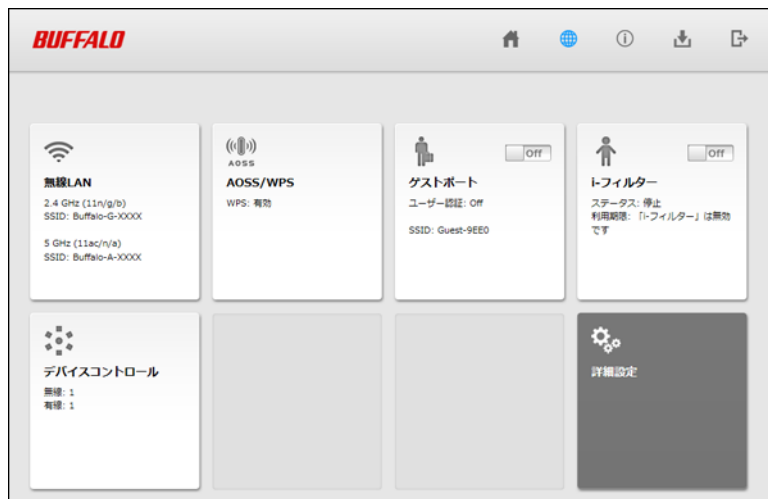 BUFFALO
無線LAN
2.4 GHz (11n/g/b)
SSID: Buffalo-G-XXXX
5 GHz (11ac/n/a)
SSID: Buffalo-A-XXXX
AOSS
AOSS/WPS
WPS: 有効
Off
ゲストポート
ユーザー認証: Off
SSID: Guest-9EE0
Off
i-フィルター
ステータス: 停止
利用期限: 「i-フィルター」は無効
です
デバイスコントロール
無線: 1
有線: 1
詳細設定